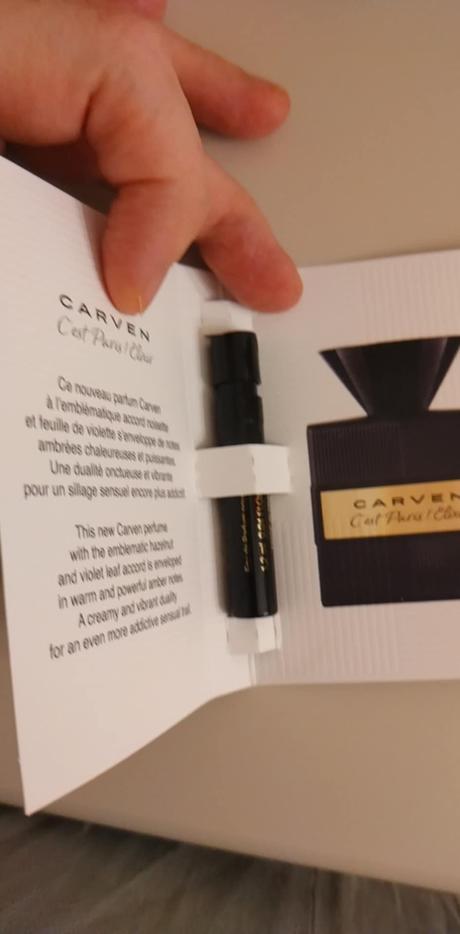 CARVEN
C'est Paris ! Elixir
Ce nouveau parfum Carven
à l'emblématique accord noisette
et feuille de violette s'enveloppe de notes
ambrées chaleureuses et puissantes.
Une dualité onctueuse et vibrante
pour un sillage sensuel encore plus addictif.
This new Carven perfume
with the emblematic hazelnut
and violet leaf accord is enveloped
in warm and powerful amber notes.
A creamy and vibrant duality
for an even more addictive sensual trail.
CARVEN
C'est Paris ! Elixir